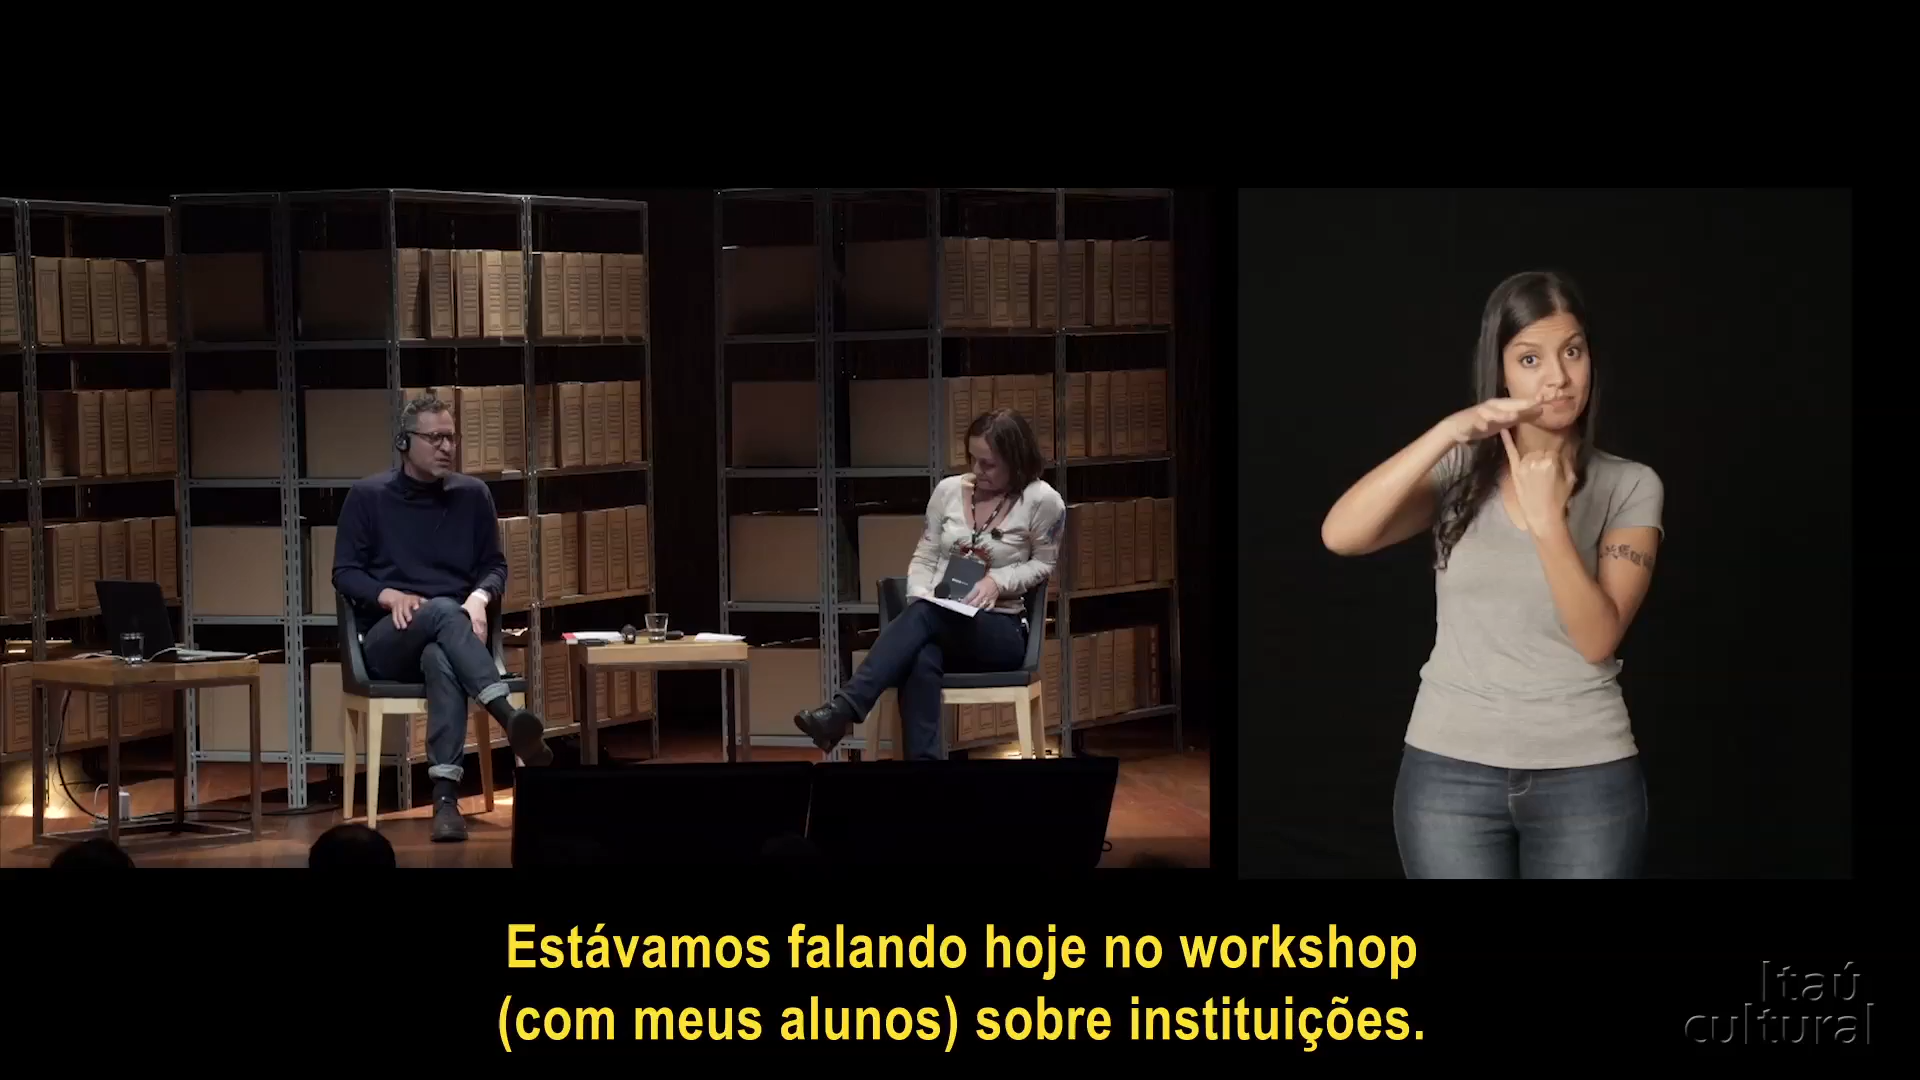 Estávamos falando hoje no workshop
(com meus alunos) sobre instituições.
Itaú
cultural